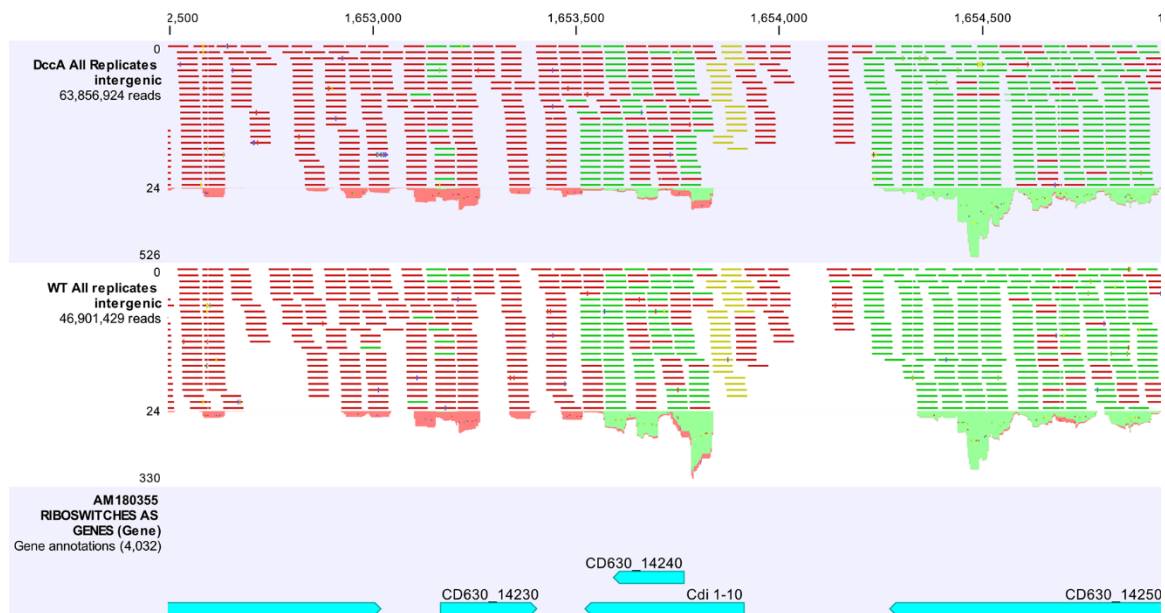 2,500 1,653,000 1,653,500 1,654,000 1,654,500
0
DccA All Replicates
intergenic
63,856,924 reads
24
526
0
WT All replicates
intergenic
46,901,429 reads
24
330
AM180355
RIBOSWITCHES AS
GENES (Gene)
Gene annotations (4,032)
CD630_14240
CD630_14230 Cdi 1-10 CD630_14250